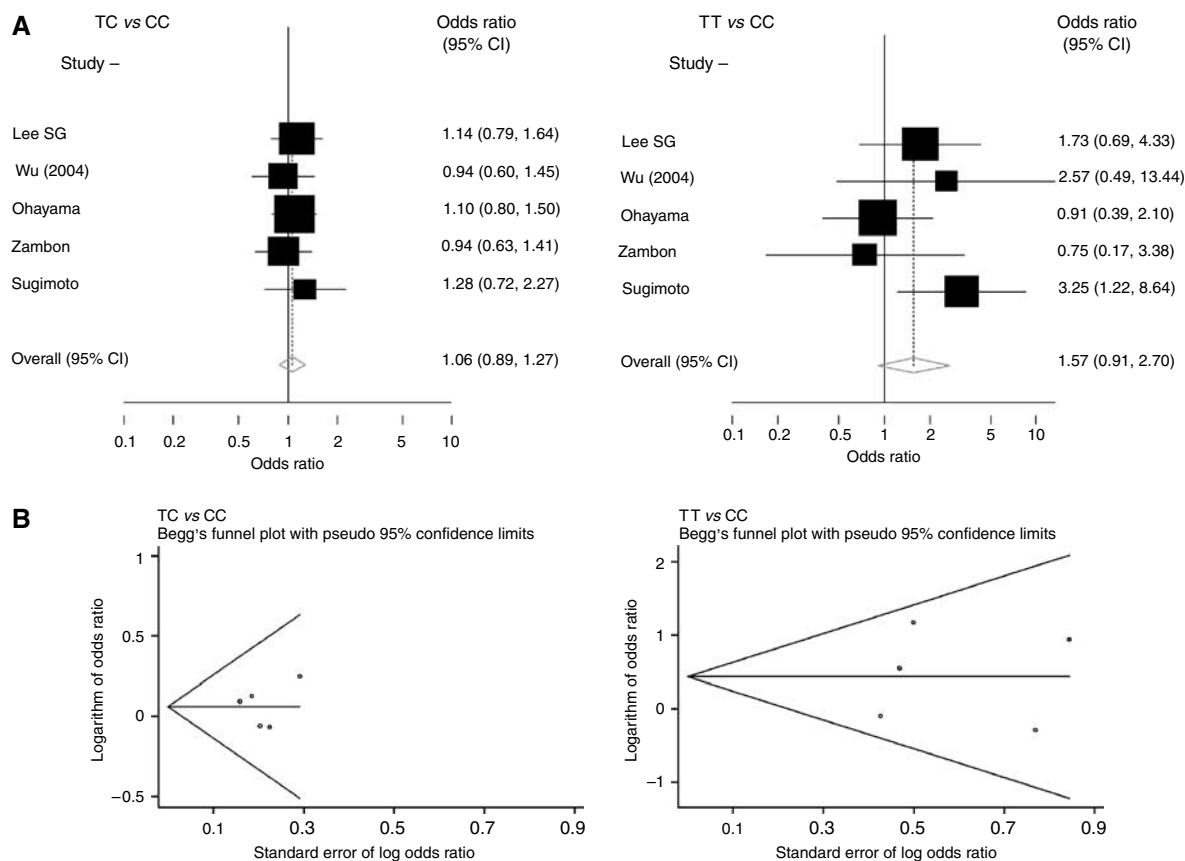 A
TC vs CC
Odds ratio
(95% CI)
Study –
Lee SG
1.14 (0.79, 1.64)
Wu (2004)
0.94 (0.60, 1.45)
Ohayama
1.10 (0.80, 1.50)
Zambon
0.94 (0.63, 1.41)
Sugimoto
1.28 (0.72, 2.27)
Overall (95% CI)
1.06 (0.89, 1.27)
0.1 0.2 0.5 1 2 5 10
Odds ratio
TT vs CC
Odds ratio
(95% CI)
Study –
Lee SG
1.73 (0.69, 4.33)
Wu (2004)
2.57 (0.49, 13.44)
Ohayama
0.91 (0.39, 2.10)
Zambon
0.75 (0.17, 3.38)
Sugimoto
3.25 (1.22, 8.64)
Overall (95% CI)
1.57 (0.91, 2.70)
0.1 0.2 0.5 1 2 5 10
Odds ratio
B
TC vs CC
Begg's funnel plot with pseudo 95% confidence limits
Logarithm of odds ratio
1
0.5
0
−0.5
0.1 0.3 0.5 0.7 0.9
Standard error of log odds ratio
TT vs CC
Begg's funnel plot with pseudo 95% confidence limits
Logarithm of odds ratio
2
1
0
−1
0.1 0.3 0.5 0.7 0.9
Standard error of log odds ratio